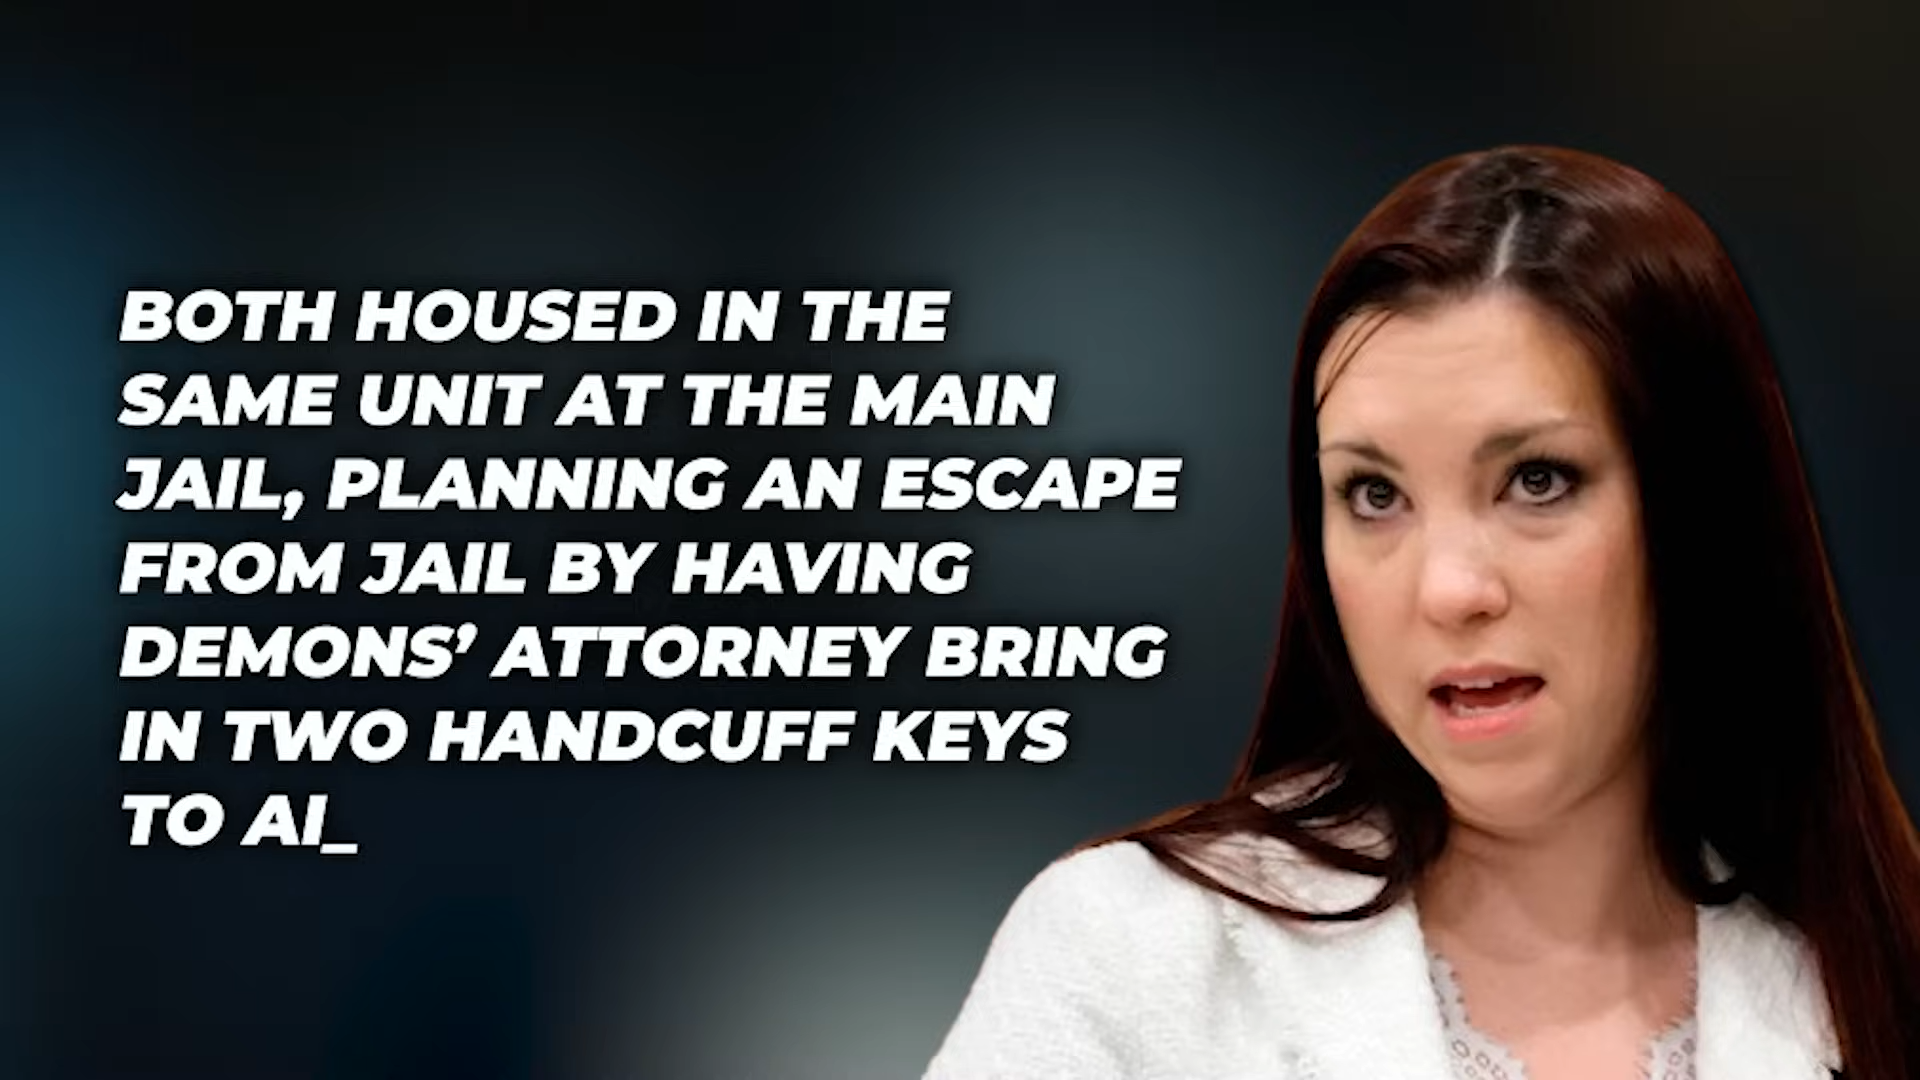 BOTH HOUSED IN THE
SAME UNIT AT THE MAIN
JAIL, PLANNING AN ESCAPE
FROM JAIL BY HAVING
DEMONS’ ATTORNEY BRING
IN TWO HANDCUFF KEYS
TO AI_